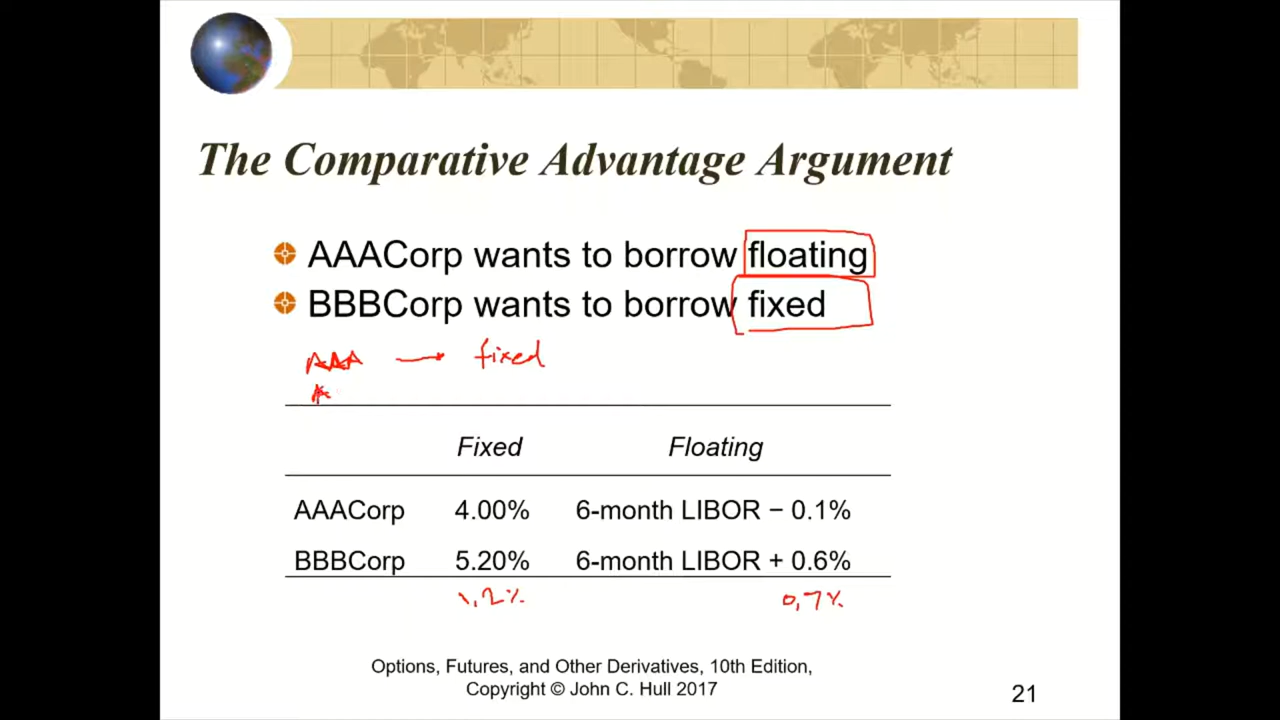 The Comparative Advantage Argument
AAACorp wants to borrow floating
BBBCorp wants to borrow fixed
AAA → fixed
A
Fixed Floating
AAACorp 4.00% 6-month LIBOR − 0.1%
BBBCorp 5.20% 6-month LIBOR + 0.6%
1,2% 0,7%
Options, Futures, and Other Derivatives, 10th Edition,
Copyright © John C. Hull 2017
21